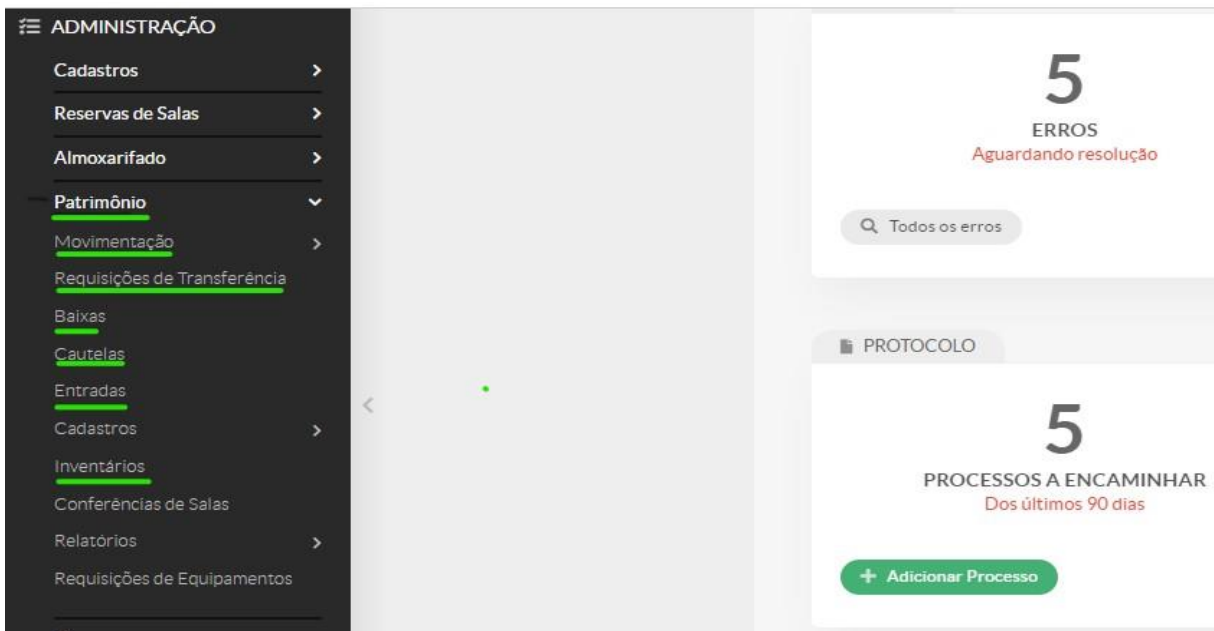 ADMINISTRAÇÃO
Cadastros
Reservas de Salas
Almoxarifado
Patrimônio
Movimentação
Requisições de Transferência
Baixas
Cautelas
Entradas
Cadastros
Inventários
Conferências de Salas
Relatórios
Requisições de Equipamentos
5
ERROS
Aguardando resolução
Todos os erros
PROTOCOLO
5
PROCESSOS A ENCAMINHAR
Dos últimos 90 dias
+ Adicionar Processo